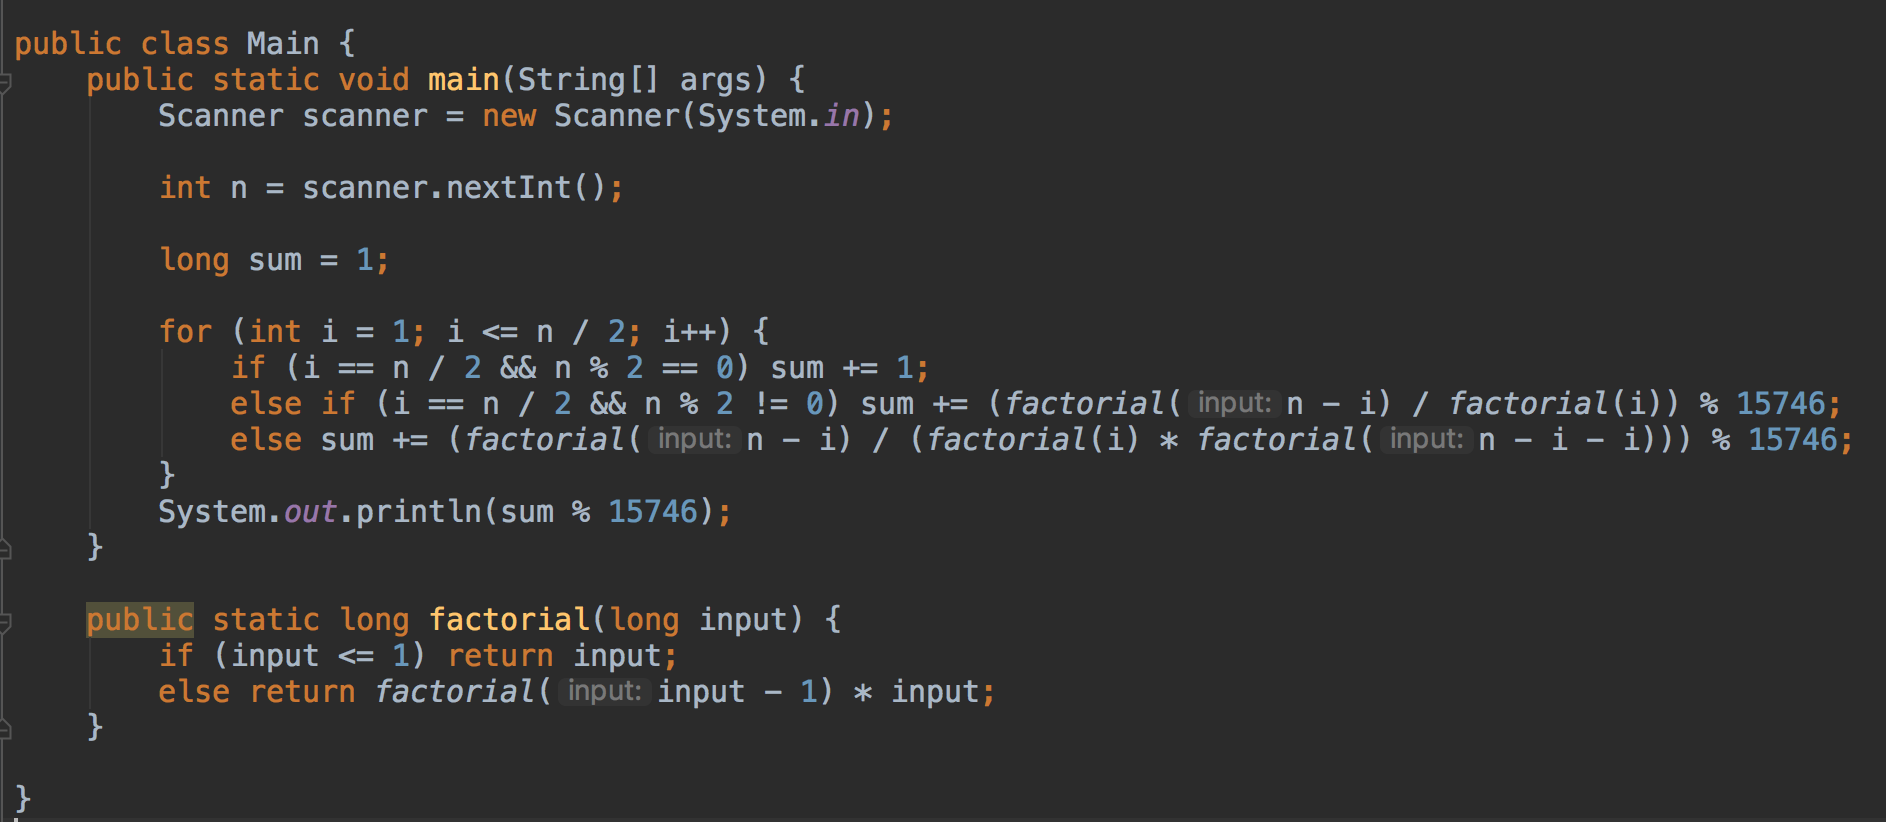 public class Main {
    public static void main(String[] args) {
        Scanner scanner = new Scanner(System.in);

        int n = scanner.nextInt();

        long sum = 1;

        for (int i = 1; i <= n / 2; i++) {
            if (i == n / 2 && n % 2 == 0) sum += 1;
            else if (i == n / 2 && n % 2 != 0) sum += (factorial( input: n - i) / factorial(i)) % 15746;
            else sum += (factorial( input: n - i) / (factorial(i) * factorial( input: n - i - i))) % 15746;
        }
        System.out.println(sum % 15746);
    }

    public static long factorial(long input) {
        if (input <= 1) return input;
        else return factorial( input: input - 1) * input;
    }

}